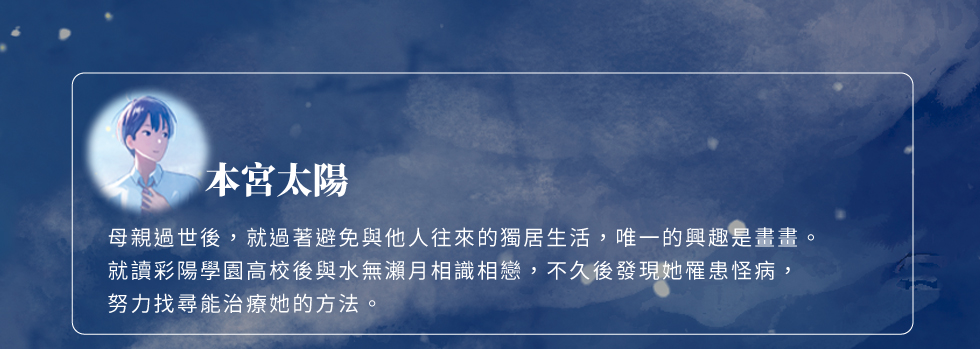 本宮太陽
母親過世後，就過著避免與他人往來的獨居生活，唯一的興趣是畫畫。
就讀彩陽學園高校後與水無瀨月相識相戀，不久後發現她罹患怪病，
努力找尋能治療她的方法。